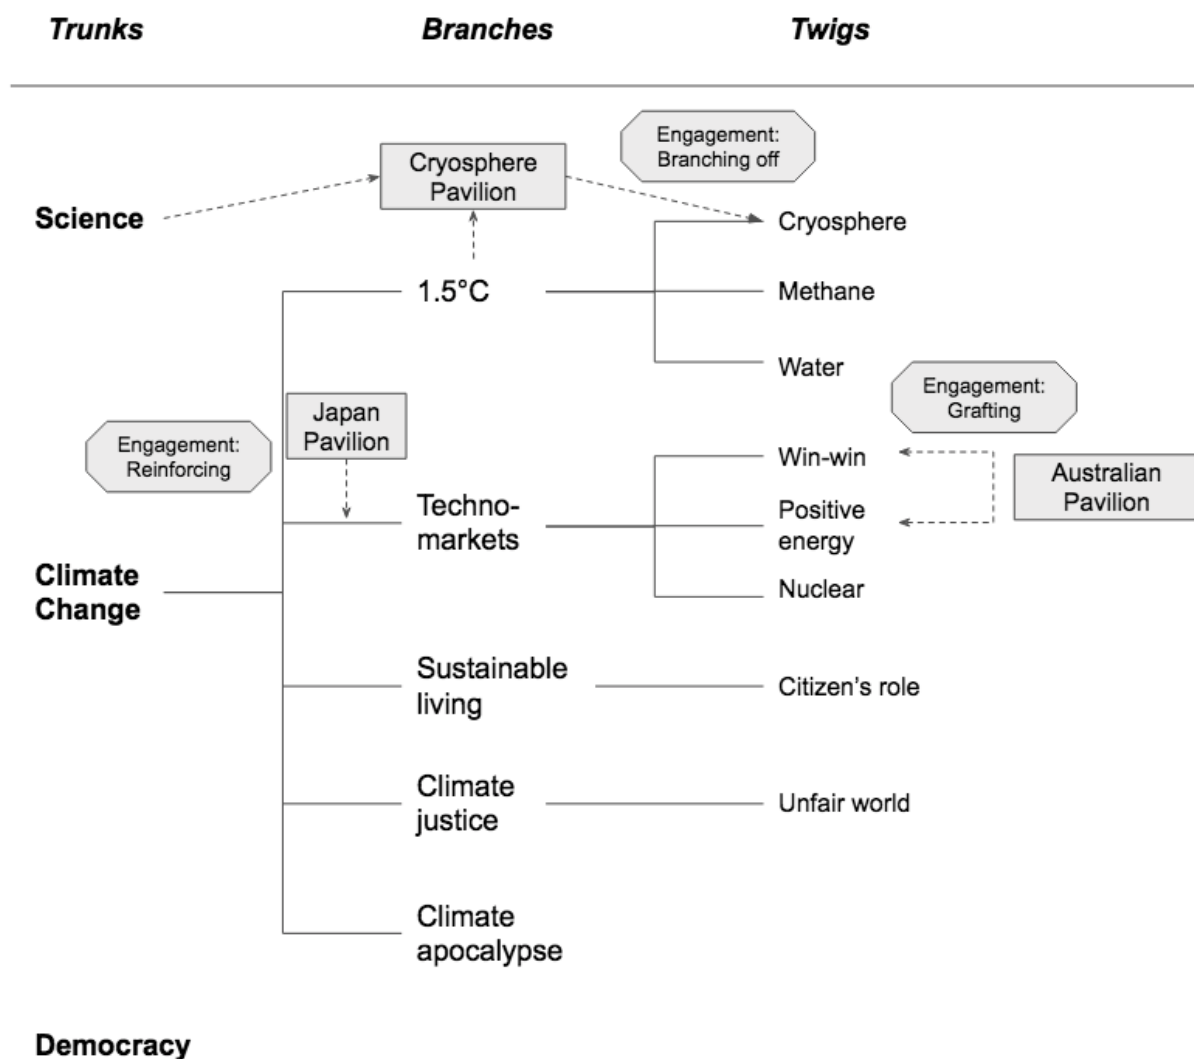 Trunks
Branches
Twigs
Engagement:
Branching off
Cryosphere
Pavilion
Science
Cryosphere
1.5°C
Methane
Water
Engagement:
Grafting
Japan
Pavilion
Engagement:
Reinforcing
Win-win
Australian
Pavilion
Techno-
markets
Positive
energy
Climate
Change
Nuclear
Sustainable
living
Citizen’s role
Climate
justice
Unfair world
Climate
apocalypse
Democracy